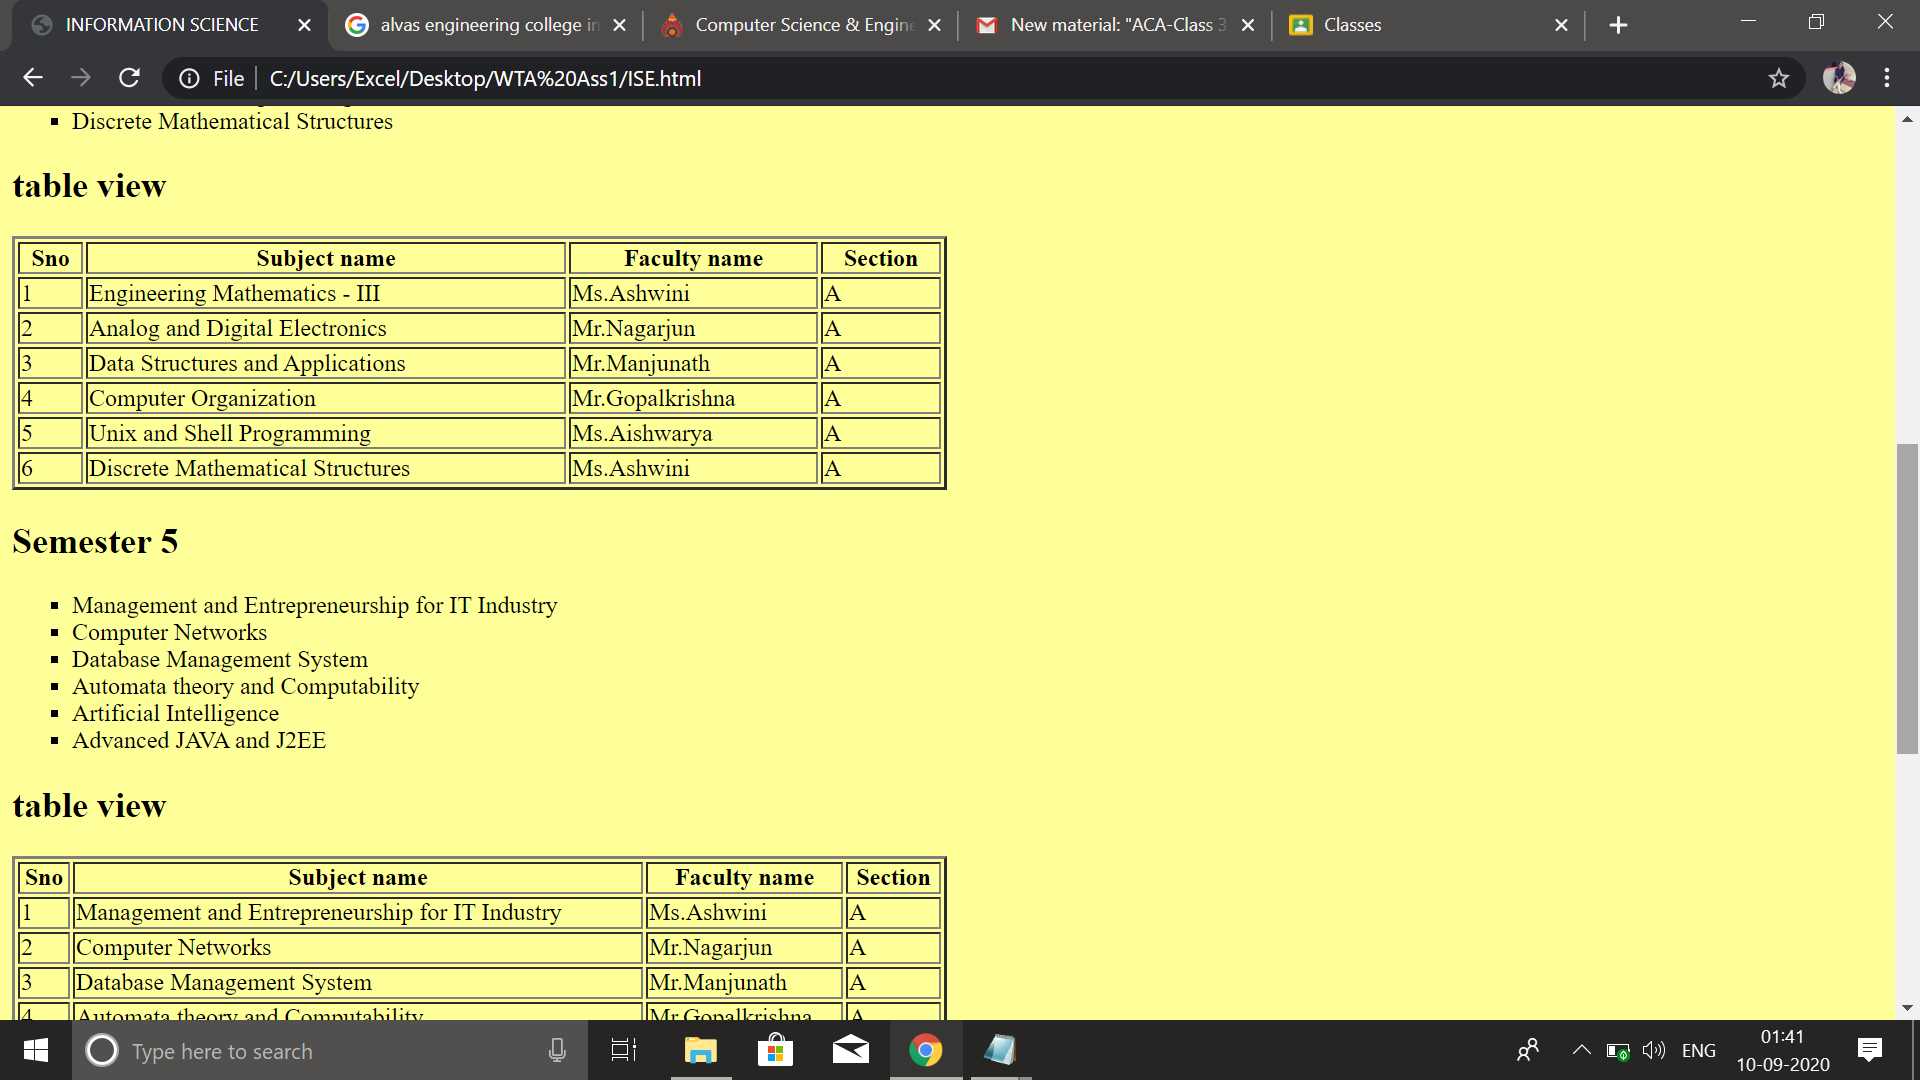 INFORMATION SCIENCE
alvas engineering college in
Computer Science & Engine
New material: "ACA-Class 3
Classes
File
C:/Users/Excel/Desktop/WTA%20Ass1/ISE.html
Discrete Mathematical Structures
table view
Sno Subject name Faculty name Section
1 Engineering Mathematics - III Ms.Ashwini A
2 Analog and Digital Electronics Mr.Nagarjun A
3 Data Structures and Applications Mr.Manjunath A
4 Computer Organization Mr.Gopalkrishna A
5 Unix and Shell Programming Ms.Aishwarya A
6 Discrete Mathematical Structures Ms.Ashwini A
Semester 5
Management and Entrepreneurship for IT Industry
Computer Networks
Database Management System
Automata theory and Computability
Artificial Intelligence
Advanced JAVA and J2EE
table view
Sno Subject name Faculty name Section
1 Management and Entrepreneurship for IT Industry Ms.Ashwini A
2 Computer Networks Mr.Nagarjun A
3 Database Management System Mr.Manjunath A
4 Automata theory and Computability Mr.Gopalkrishna A
Type here to search
ENG
01:41
10-09-2020